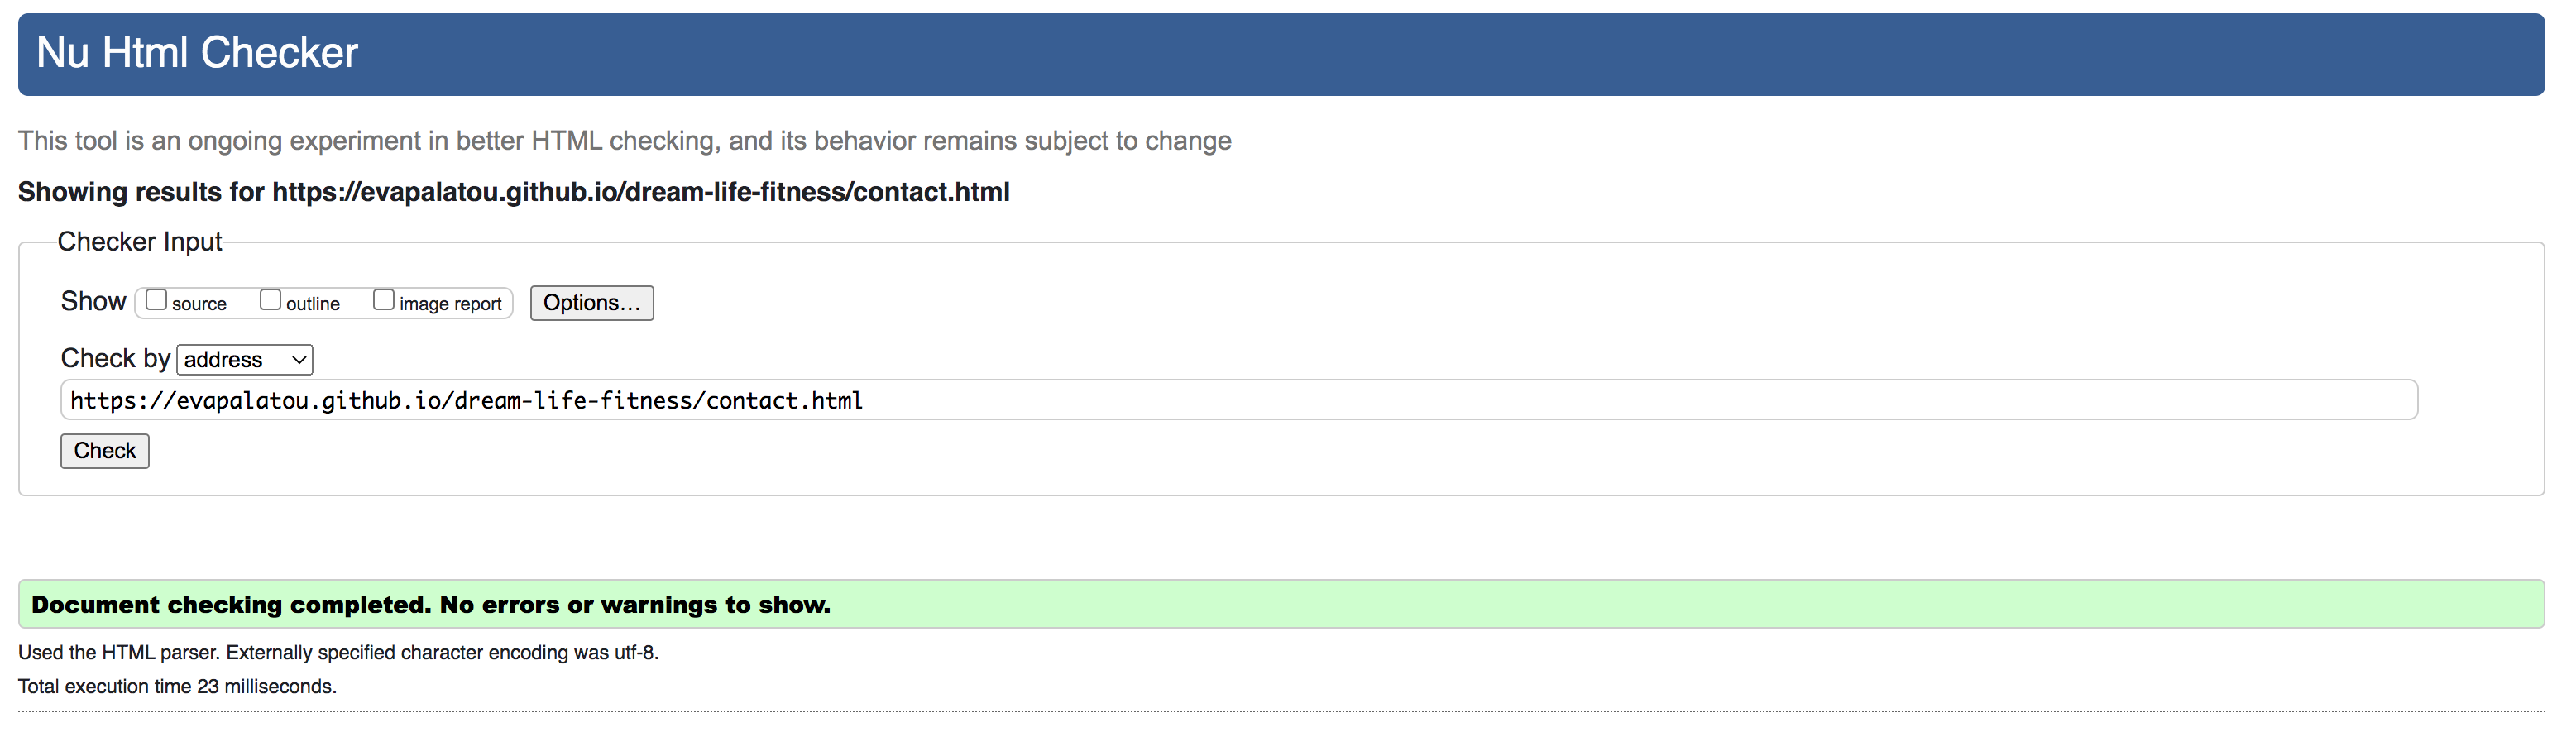 Nu Html Checker
This tool is an ongoing experiment in better HTML checking, and its behavior remains subject to change
Showing results for https://evapalatou.github.io/dream-life-fitness/contact.html
Checker Input
Show source outline image report Options...
Check by address
https://evapalatou.github.io/dream-life-fitness/contact.html
Check
Document checking completed. No errors or warnings to show.
Used the HTML parser. Externally specified character encoding was utf-8.
Total execution time 23 milliseconds.